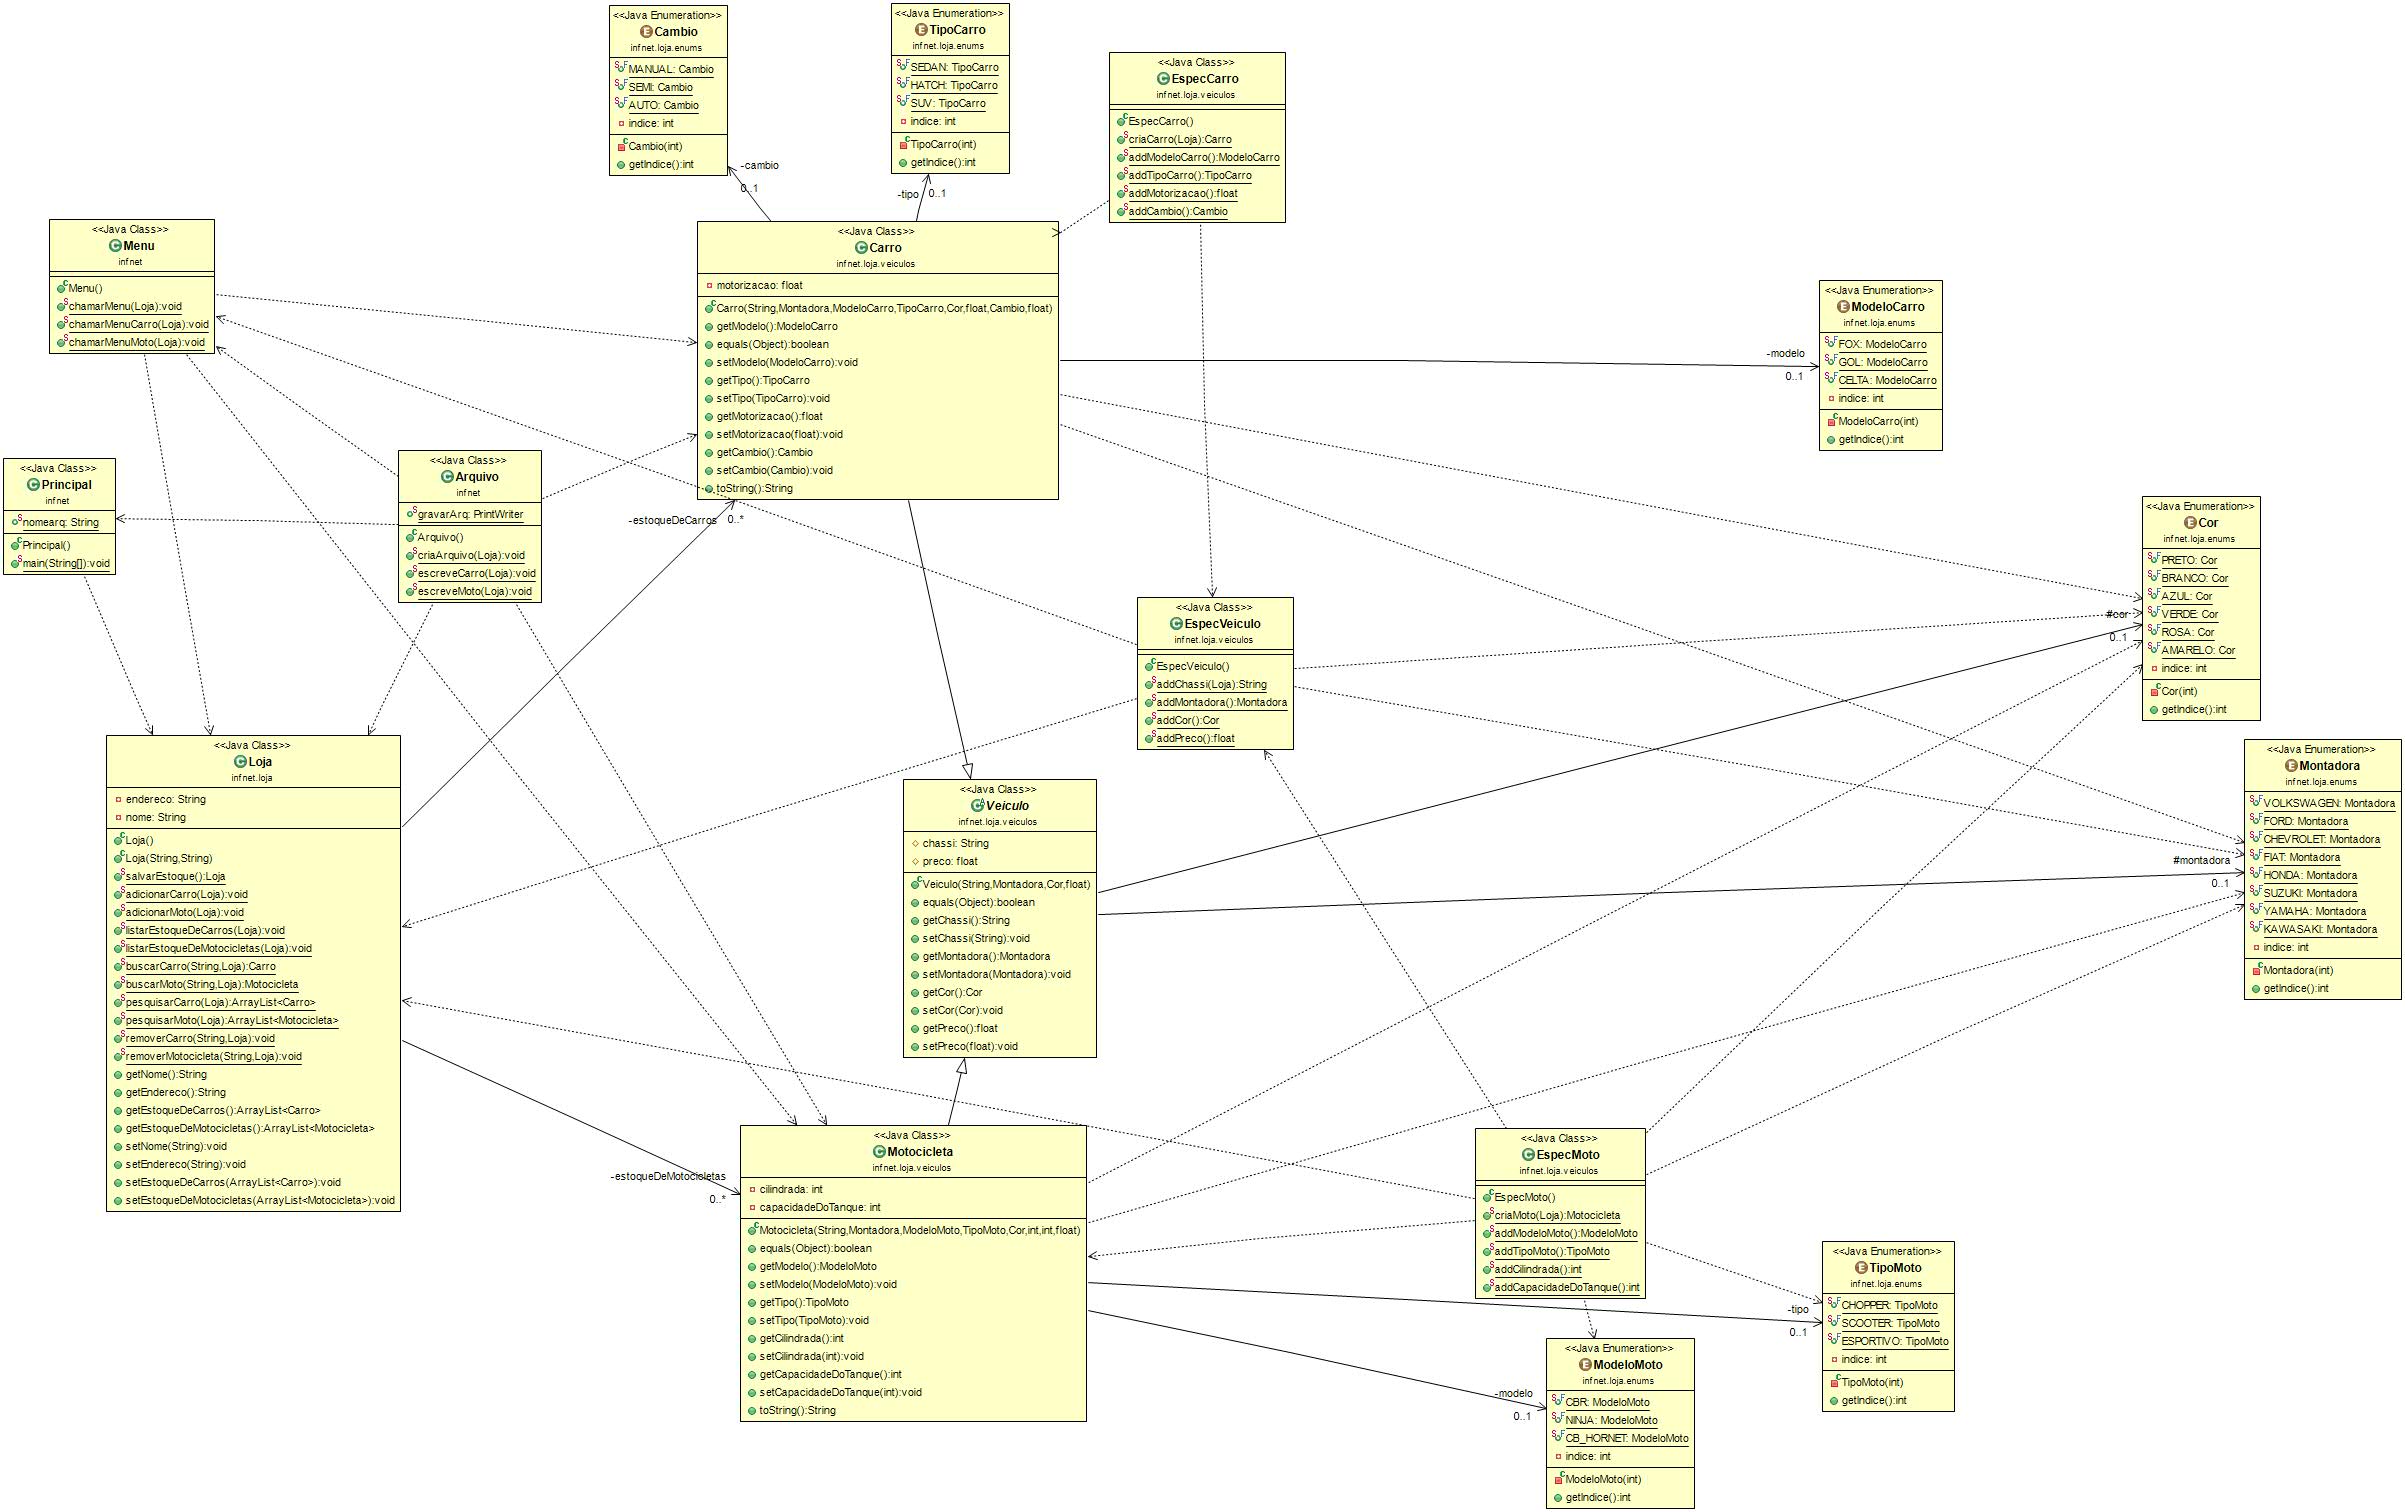 <<Java Enumeration>>
Cambio
infnet.loja.enums
MANUAL: Cambio
SEMI: Cambio
AUTO: Cambio
indice: int
Cambio(int)
getIndice():int
<<Java Enumeration>>
TipoCarro
infnet.loja.enums
SEDAN: TipoCarro
HATCH: TipoCarro
SUV: TipoCarro
indice: int
TipoCarro(int)
getIndice():int
<<Java Class>>
EspecCarro
infnet.loja.veiculos
EspecCarro()
criaCarro(Loja):Carro
addModeloCarro():ModeloCarro
addTipoCarro():TipoCarro
addMotorizacao():float
addCambio():Cambio
-cambio
0..1
-tipo
0..1
<<Java Class>>
Menu
infnet
Menu()
chamarMenu(Loja):void
chamarMenuCarro(Loja):void
chamarMenuMoto(Loja):void
<<Java Class>>
Carro
infnet.loja.veiculos
motorizacao: float
Carro(String,Montadora,ModeloCarro,TipoCarro,Cor,float,Cambio,float)
getModelo():ModeloCarro
equals(Object):boolean
setModelo(ModeloCarro):void
getTipo():TipoCarro
setTipo(TipoCarro):void
getMotorizacao():float
setMotorizacao(float):void
getCambio():Cambio
setCambio(Cambio):void
toString():String
<<Java Enumeration>>
ModeloCarro
infnet.loja.enums
FOX: ModeloCarro
GOL: ModeloCarro
CELTA: ModeloCarro
indice: int
ModeloCarro(int)
getIndice():int
-modelo
0..1
<<Java Class>>
Principal
infnet
nomearq: String
Principal()
main(String[]):void
<<Java Class>>
Arquivo
infnet
gravarArq: PrintWriter
Arquivo()
criaArquivo(Loja):void
escreveCarro(Loja):void
escreveMoto(Loja):void
-estoqueDeCarros
0..*
<<Java Enumeration>>
Cor
infnet.loja.enums
PRETO: Cor
BRANCO: Cor
AZUL: Cor
VERDE: Cor
ROSA: Cor
AMARELO: Cor
indice: int
Cor(int)
getIndice():int
#cor
0..1
<<Java Class>>
EspecVeiculo
infnet.loja.veiculos
EspecVeiculo()
addChassi(Loja):String
addMontadora():Montadora
addCor():Cor
addPreco():float
<<Java Class>>
Loja
infnet.loja
endereco: String
nome: String
Loja()
Loja(String,String)
salvarEstoque():Loja
adicionarCarro(Loja):void
adicionarMoto(Loja):void
listarEstoqueDeCarros(Loja):void
listarEstoqueDeMotocicletas(Loja):void
buscarCarro(String,Loja):Carro
buscarMoto(String,Loja):Motocicleta
pesquisarCarro(Loja):ArrayList<Carro>
pesquisarMoto(Loja):ArrayList<Motocicleta>
removerCarro(String,Loja):void
removerMotocicleta(String,Loja):void
getNome():String
getEndereco():String
getEstoqueDeCarros():ArrayList<Carro>
getEstoqueDeMotocicletas():ArrayList<Motocicleta>
setNome(String):void
setEndereco(String):void
setEstoqueDeCarros(ArrayList<Carro>):void
setEstoqueDeMotocicletas(ArrayList<Motocicleta>):void
<<Java Class>>
Veiculo
infnet.loja.veiculos
chassi: String
preco: float
Veiculo(String,Montadora,Cor,float)
equals(Object):boolean
getChassi():String
setChassi(String):void
getMontadora():Montadora
setMontadora(Montadora):void
getCor():Cor
setCor(Cor):void
getPreco():float
setPreco(float):void
<<Java Enumeration>>
Montadora
infnet.loja.enums
VOLKSWAGEN: Montadora
FORD: Montadora
CHEVROLET: Montadora
FIAT: Montadora
HONDA: Montadora
SUZUKI: Montadora
YAMAHA: Montadora
KAWASAKI: Montadora
indice: int
Montadora(int)
getIndice():int
#montadora
0..1
-estoqueDeMotocicletas
0..*
<<Java Class>>
Motocicleta
infnet.loja.veiculos
cilindrada: int
capacidadeDoTanque: int
Motocicleta(String,Montadora,ModeloMoto,TipoMoto,Cor,int,int,float)
equals(Object):boolean
getModelo():ModeloMoto
setModelo(ModeloMoto):void
getTipo():TipoMoto
setTipo(TipoMoto):void
getCilindrada():int
setCilindrada(int):void
getCapacidadeDoTanque():int
setCapacidadeDoTanque(int):void
toString():String
<<Java Class>>
EspecMoto
infnet.loja.veiculos
EspecMoto()
criaMoto(Loja):Motocicleta
addModeloMoto():ModeloMoto
addTipoMoto():TipoMoto
addCilindrada():int
addCapacidadeDoTanque():int
<<Java Enumeration>>
TipoMoto
infnet.loja.enums
CHOPPER: TipoMoto
SCOOTER: TipoMoto
ESPORTIVO: TipoMoto
indice: int
TipoMoto(int)
getIndice():int
-tipo
0..1
<<Java Enumeration>>
ModeloMoto
infnet.loja.enums
CBR: ModeloMoto
NINJA: ModeloMoto
CB_HORNET: ModeloMoto
indice: int
ModeloMoto(int)
getIndice():int
-modelo
0..1